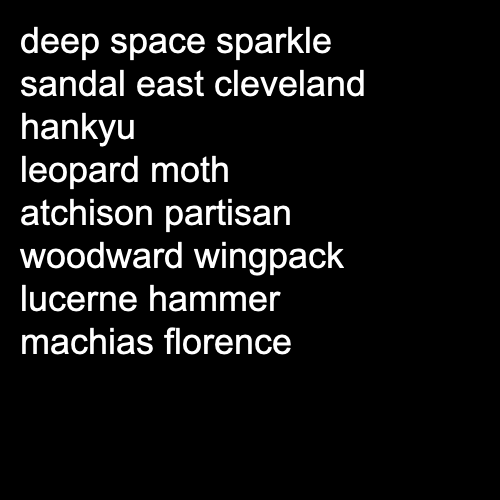 deep space sparkle
sandal east cleveland
hankyu
leopard moth
atchison partisan
woodward wingpack
lucerne hammer
machias florence